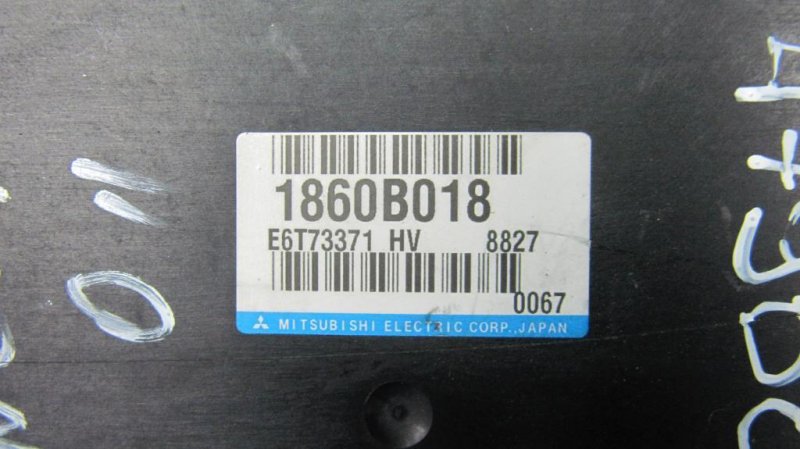 1860B018
E6T73371 HV 8827
0067
MITSUBISHI ELECTRIC CORP., JAPAN